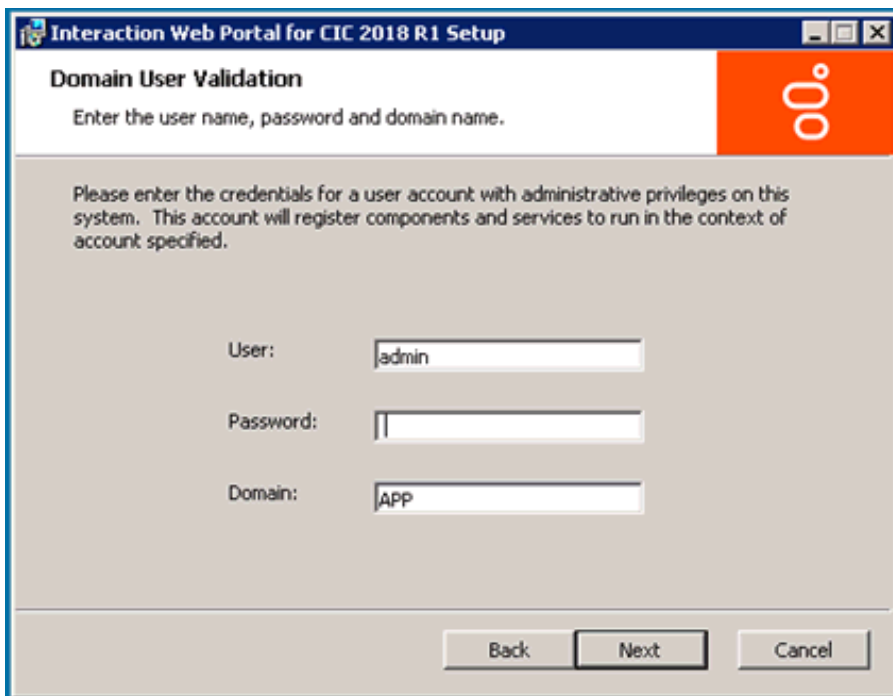 Interaction Web Portal for CIC 2018 R1 Setup
Domain User Validation
Enter the user name, password and domain name.
Please enter the credentials for a user account with administrative privileges on this
system.  This account will register components and services to run in the context of
account specified.
User:
admin
Password:
Domain:
APP
Back
Next
Cancel